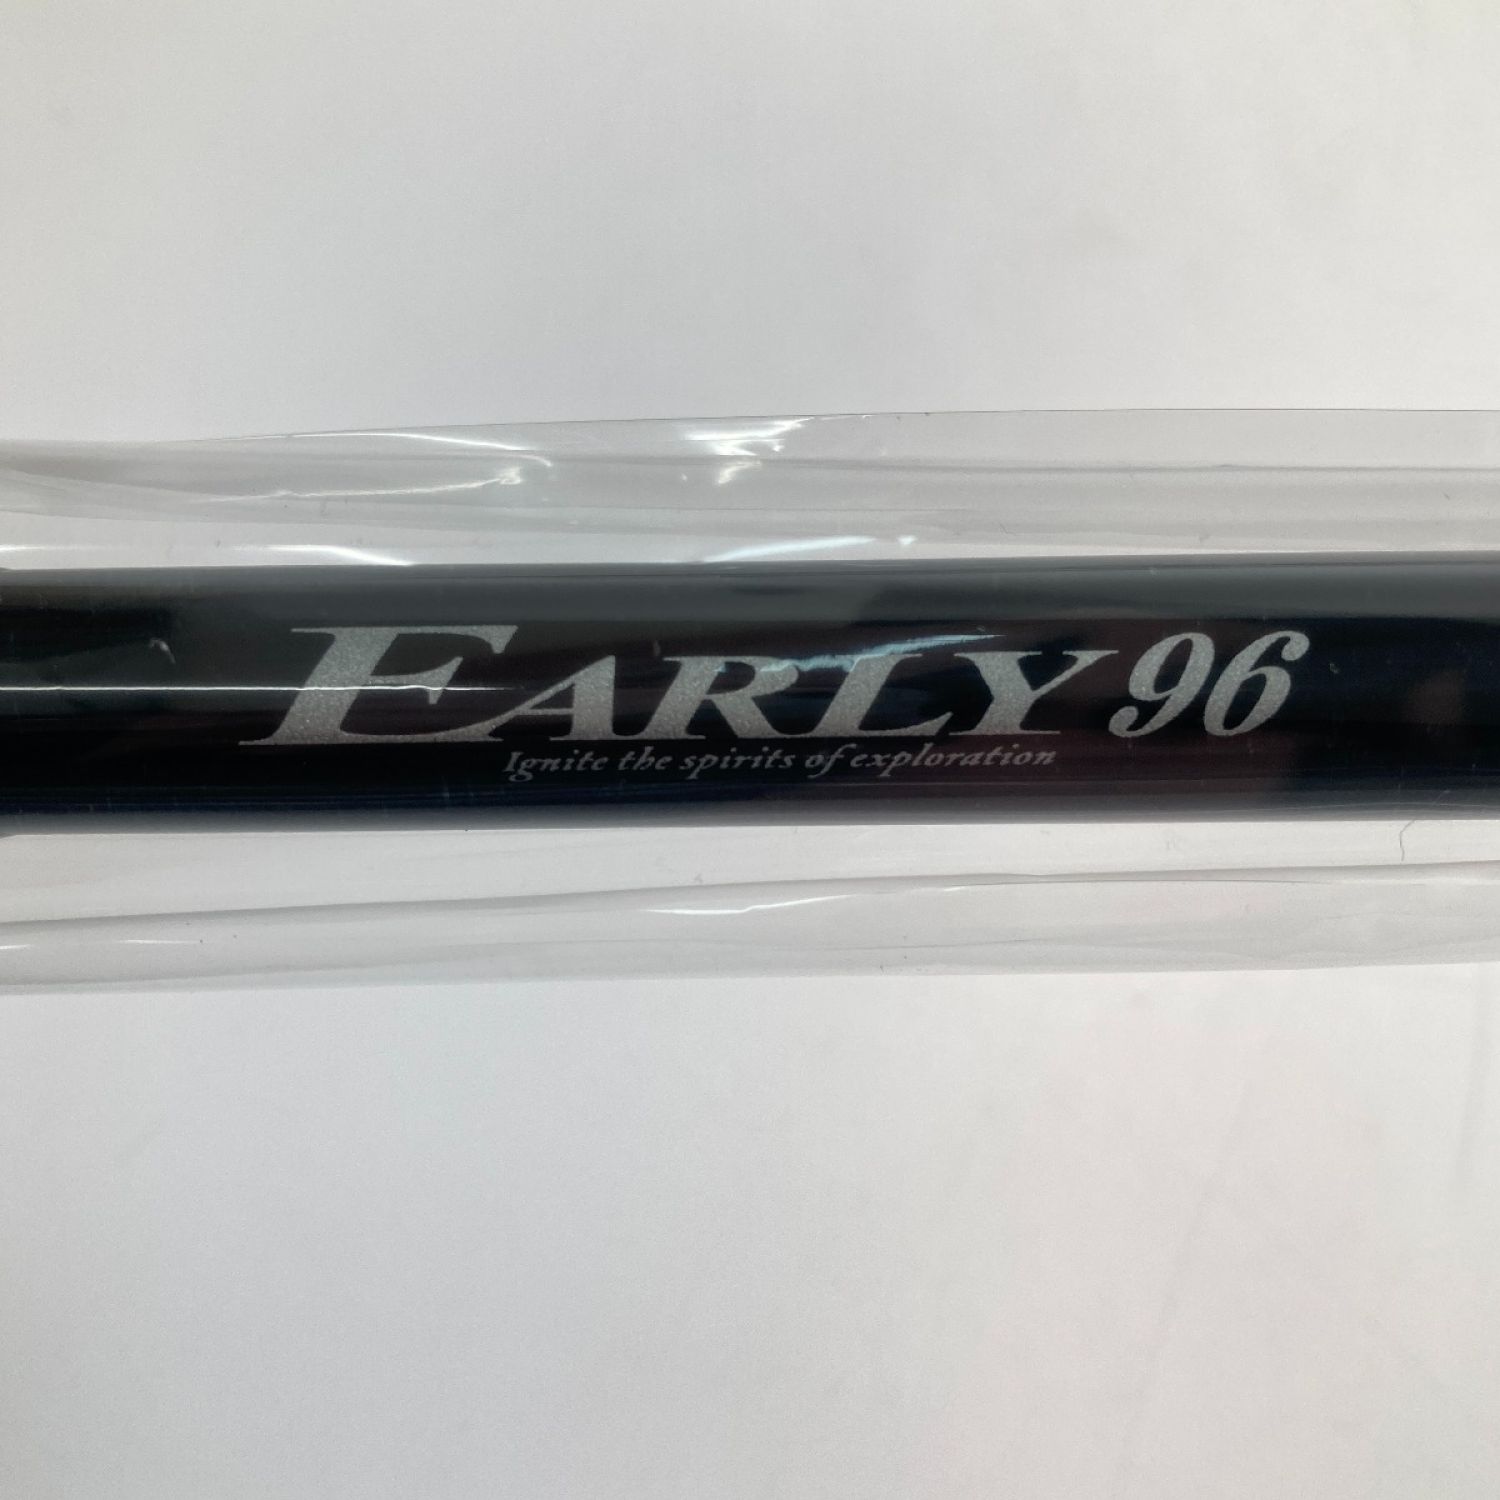 EARLY 96
Ignite the spirits of exploration